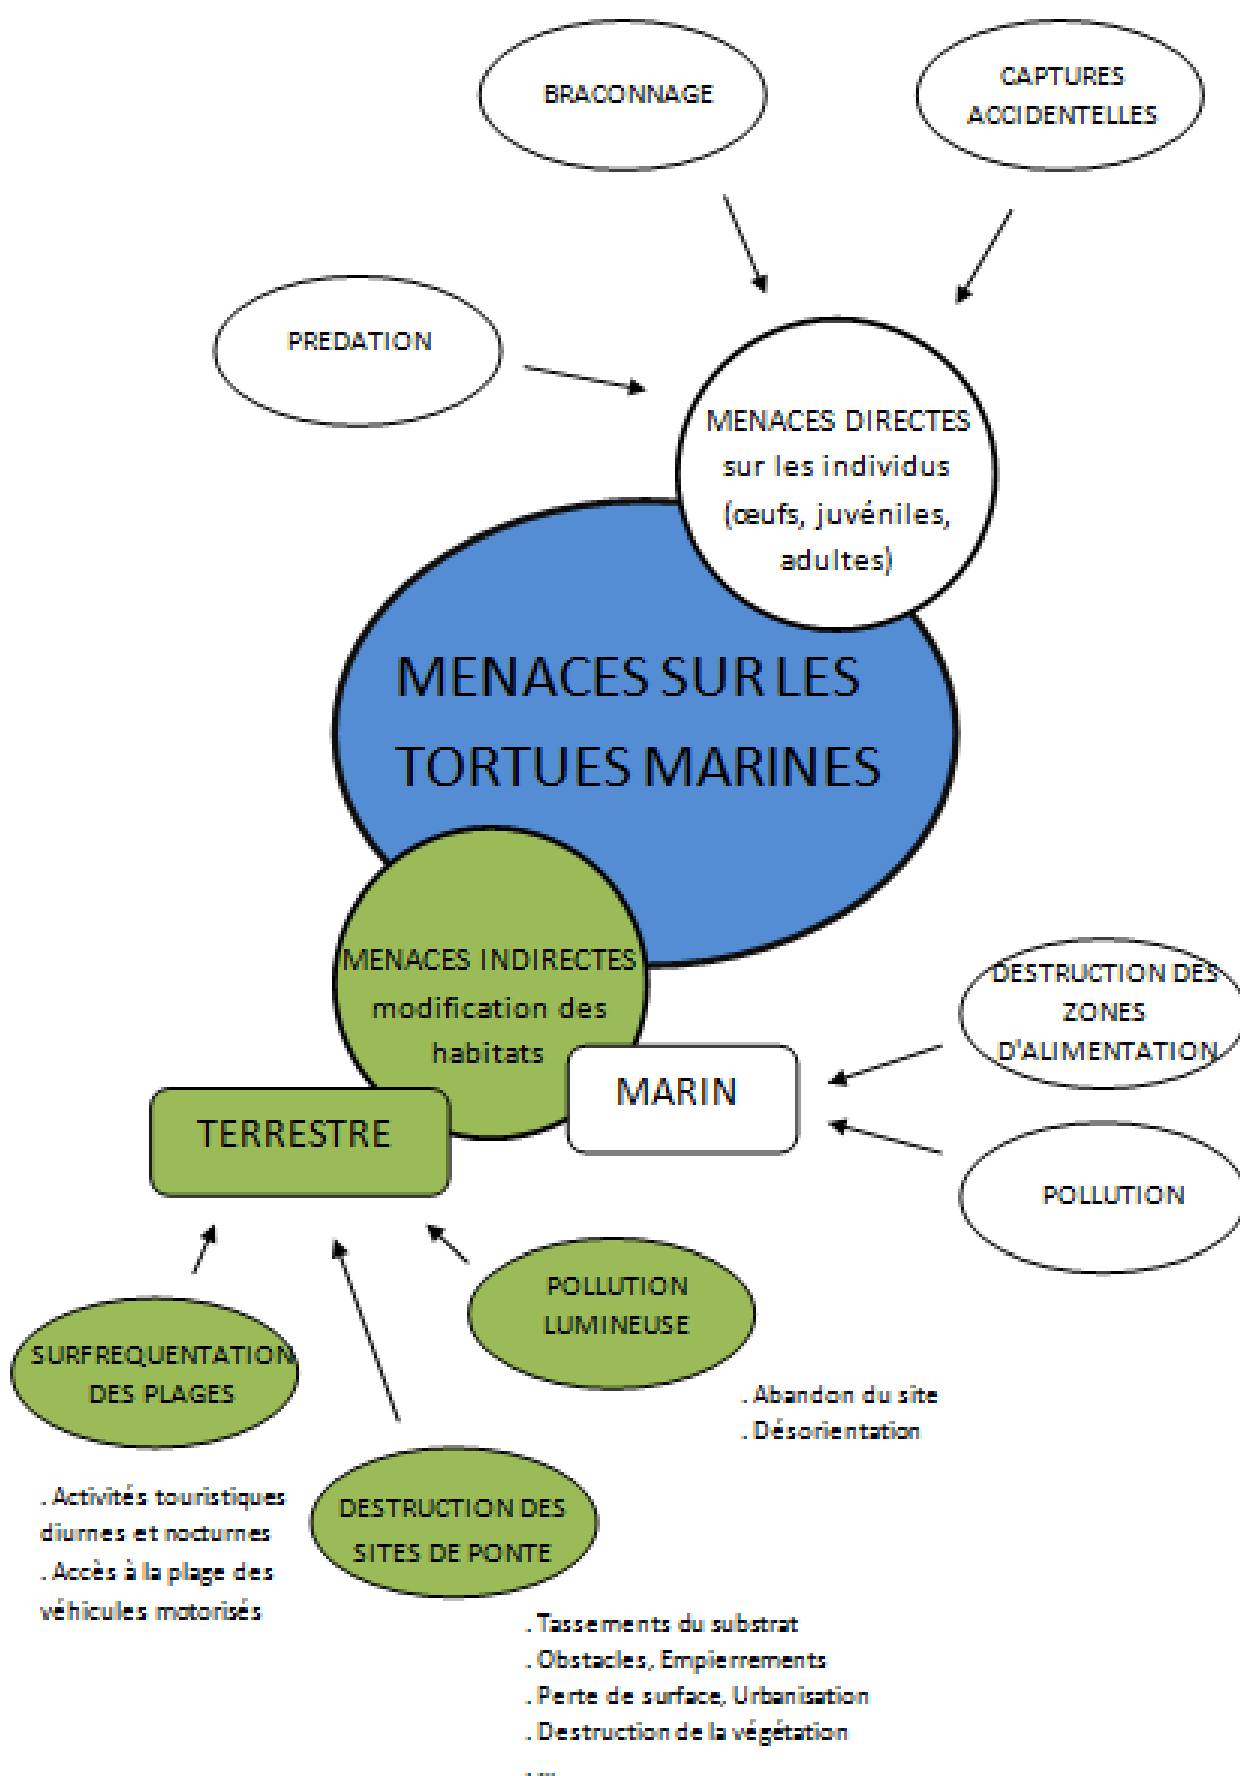 BRACONNAGE
CAPTURES
ACCIDENTELLES
PREDATION
MENACES DIRECTES
sur les individus
(œufs, juvéniles,
adultes)
MENACES SUR LES
TORTUES MARINES
MENACES INDIRECTES
modification des
habitats
DESTRUCTION DES
ZONES
D'ALIMENTATION
MARIN
TERRESTRE
POLLUTION
POLLUTION
LUMINEUSE
SURFREQUENTATION
DES PLAGES
. Abandon du site
. Désorientation
. Activités touristiques
diurnes et nocturnes
. Accès à la plage des
véhicules motorisés
DESTRUCTION DES
SITES DE PONTE
. Tassements du substrat
. Obstacles, Empierrements
. Perte de surface, Urbanisation
. Destruction de la végétation
. ...